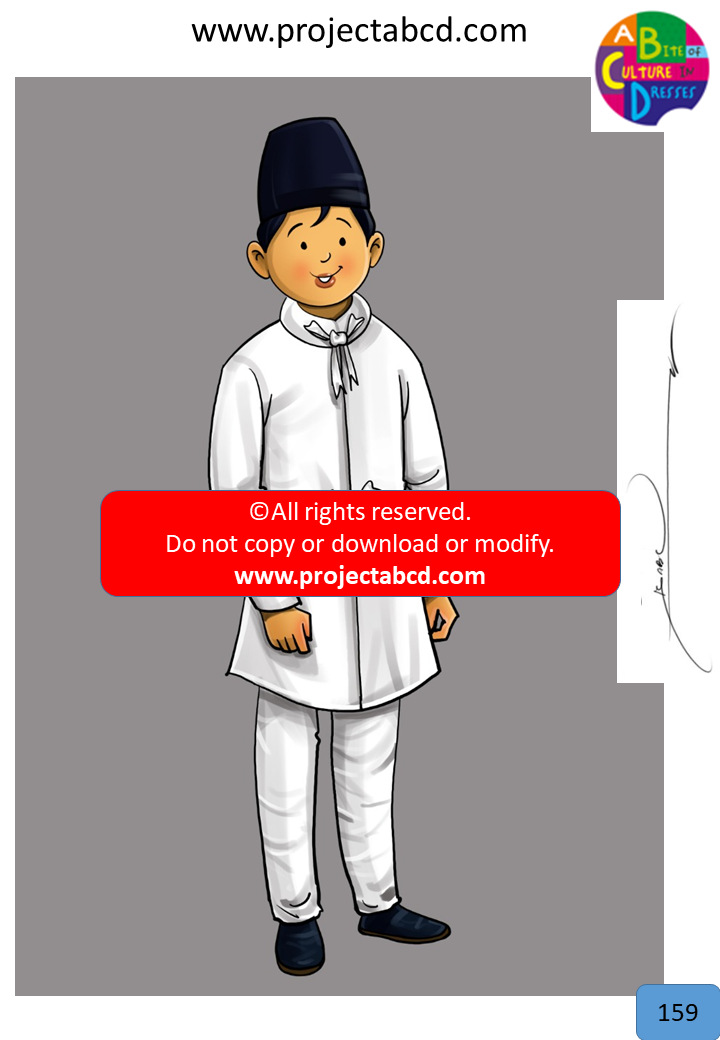 www.projectabcd.com
A BITE OF
CULTURE IN
DRESSES
©All rights reserved.
Do not copy or download or modify.
www.projectabcd.com
159